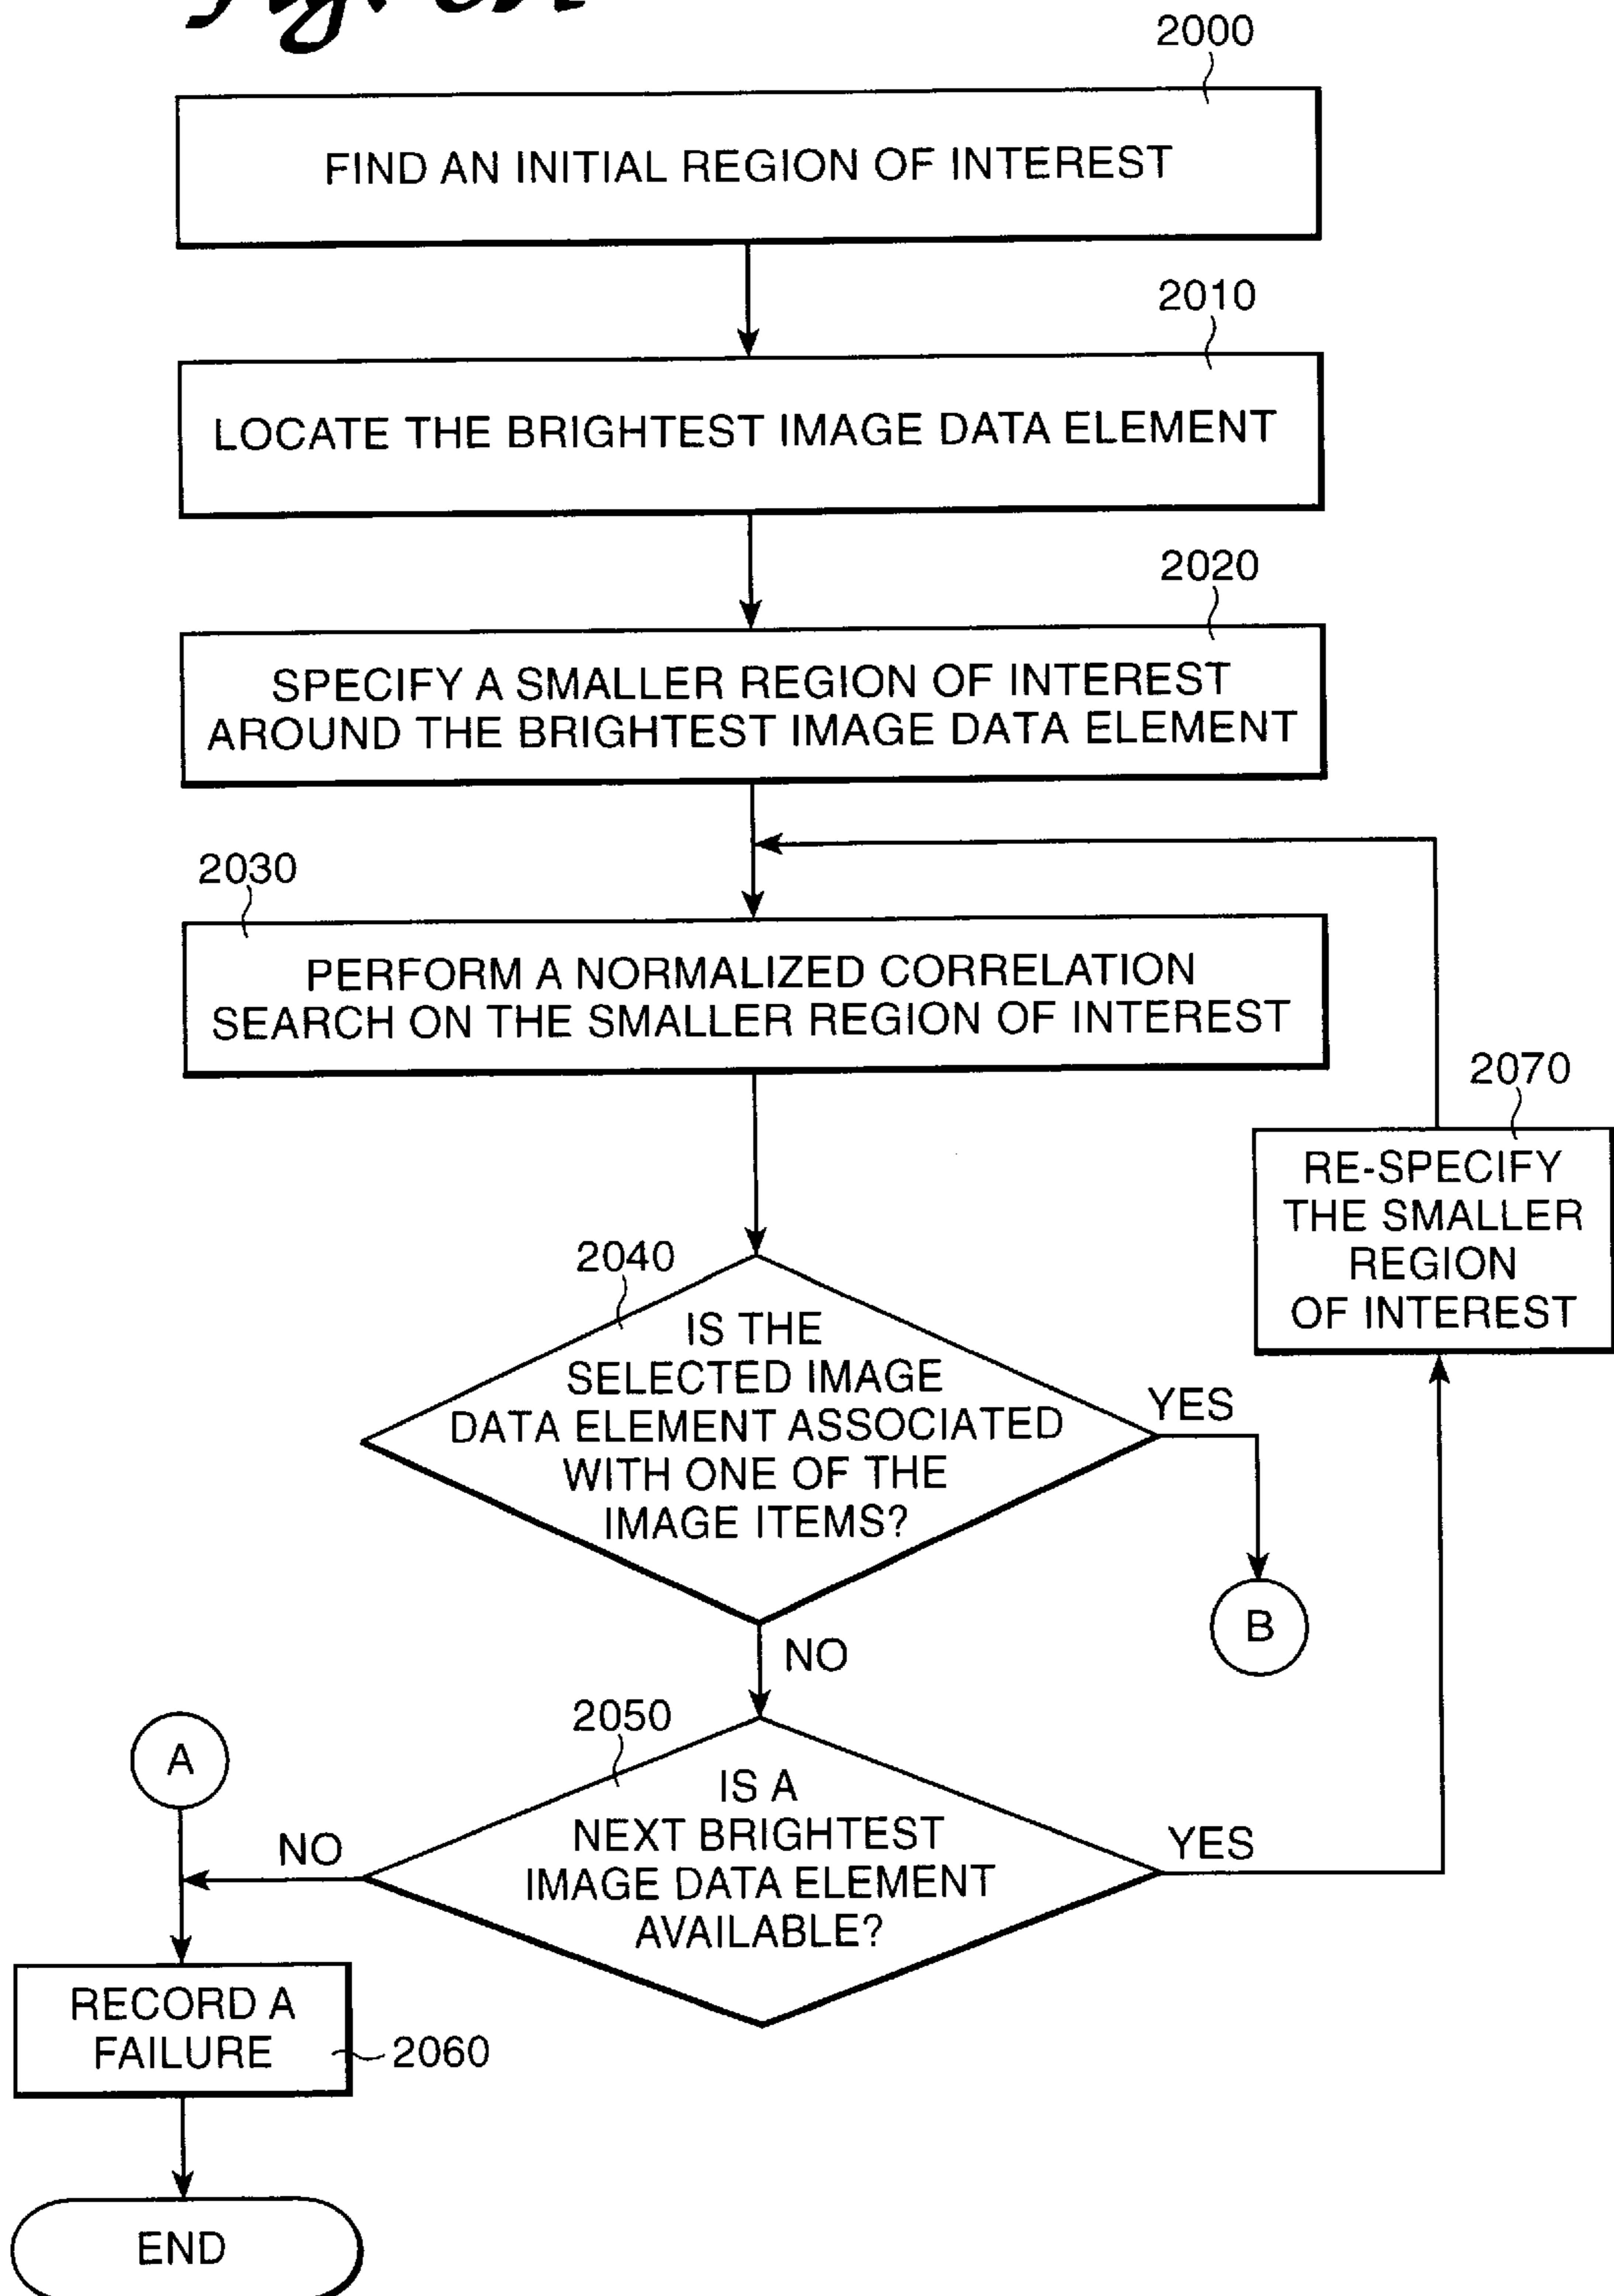 2000
FIND AN INITIAL REGION OF INTEREST
2010
LOCATE THE BRIGHTEST IMAGE DATA ELEMENT
2020
SPECIFY A SMALLER REGION OF INTEREST
AROUND THE BRIGHTEST IMAGE DATA ELEMENT
2030
PERFORM A NORMALIZED CORRELATION
SEARCH ON THE SMALLER REGION OF INTEREST
2070
RE-SPECIFY
THE SMALLER
REGION
OF INTEREST
2040
IS THE
SELECTED IMAGE
DATA ELEMENT ASSOCIATED
WITH ONE OF THE
IMAGE ITEMS?
YES
B
NO
2050
IS A
NEXT BRIGHTEST
IMAGE DATA ELEMENT
AVAILABLE?
YES
NO
A
RECORD A
FAILURE
2060
END